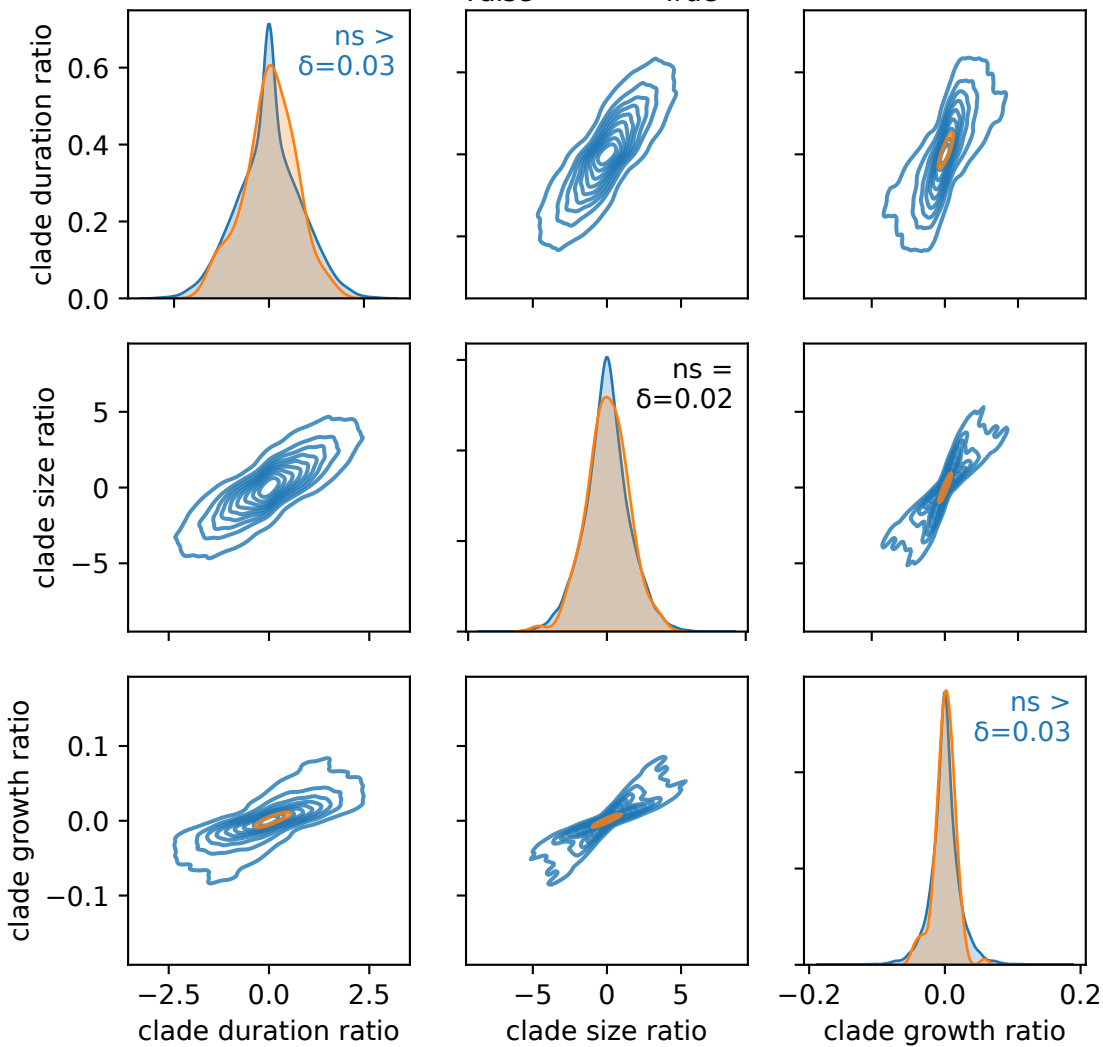 ns >
δ=0.03
clade duration ratio
0.6
0.4
0.2
0.0
ns =
δ=0.02
clade size ratio
5
0
−5
ns >
δ=0.03
clade growth ratio
0.1
0.0
−0.1
−2.5 0.0 2.5
−5 0 5
−0.2 0.0 0.2
clade duration ratio
clade size ratio
clade growth ratio